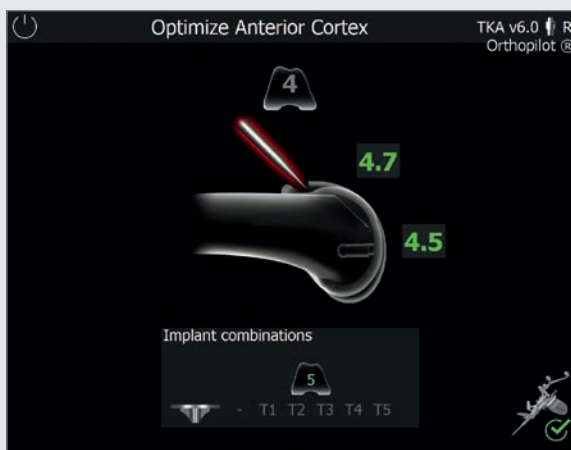 Optimize Anterior Cortex
TKA v6.0 R
Orthopilot ®
4
4.7
4.5
Implant combinations
5
- T1 T2 T3 T4 T5